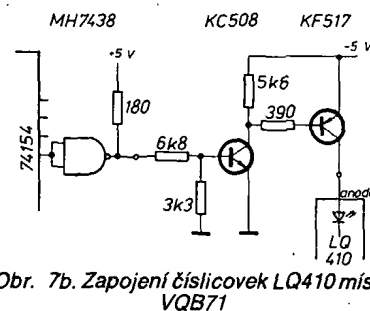 MH7438 KC508 KF517
+5 V
-5 V
180
5k6
390
74154
6k8
3k3
anoda
LQ
410
Obr. 7b. Zapojení číslicovek LQ410 mís
VQB71